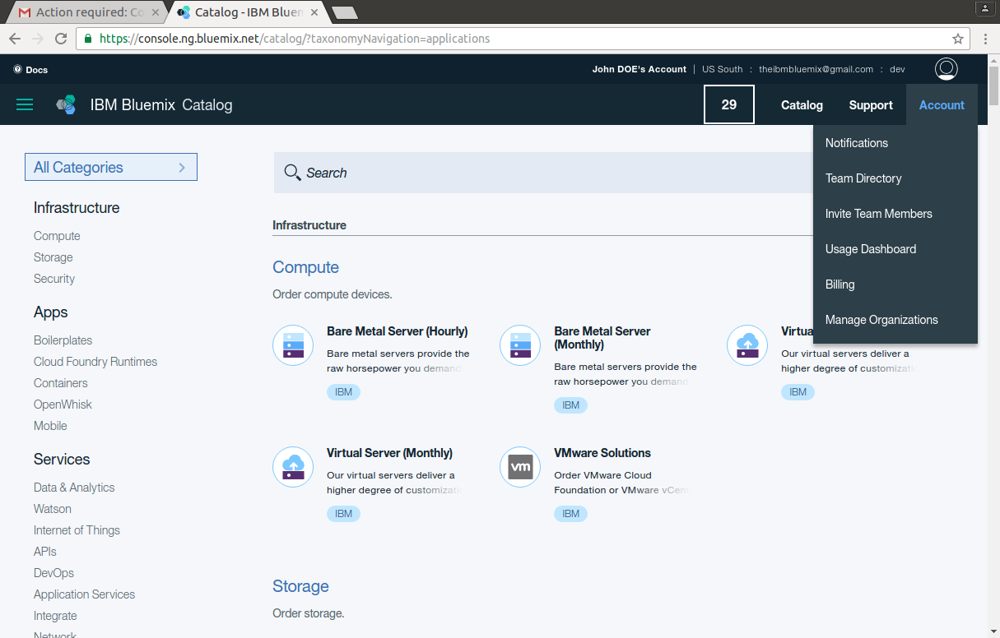 Action required: Co
Catalog - IBM Bluem
https://console.ng.bluemix.net/catalog/?taxonomyNavigation=applications
Docs
John DOE's Account | US South : theibmbluemix@gmail.com : dev
IBM Bluemix Catalog
29
Catalog
Support
Account
Notifications
Team Directory
Invite Team Members
Usage Dashboard
Billing
Manage Organizations
All Categories
Infrastructure
Compute
Storage
Security
Apps
Boilerplates
Cloud Foundry Runtimes
Containers
OpenWhisk
Mobile
Services
Data & Analytics
Watson
Internet of Things
APIs
DevOps
Application Services
Integrate
Network
Search
Infrastructure
Compute
Order compute devices.
Bare Metal Server (Hourly)
Bare metal servers provide the
raw horsepower you demand
IBM
Bare Metal Server
(Monthly)
Bare metal servers provide the
raw horsepower you demand
IBM
Virtua
Our virtual servers deliver a
higher degree of customizati
IBM
Virtual Server (Monthly)
Our virtual servers deliver a
higher degree of customizatio
IBM
vm
VMware Solutions
Order VMware Cloud
Foundation or VMware vCent
IBM
Storage
Order storage.